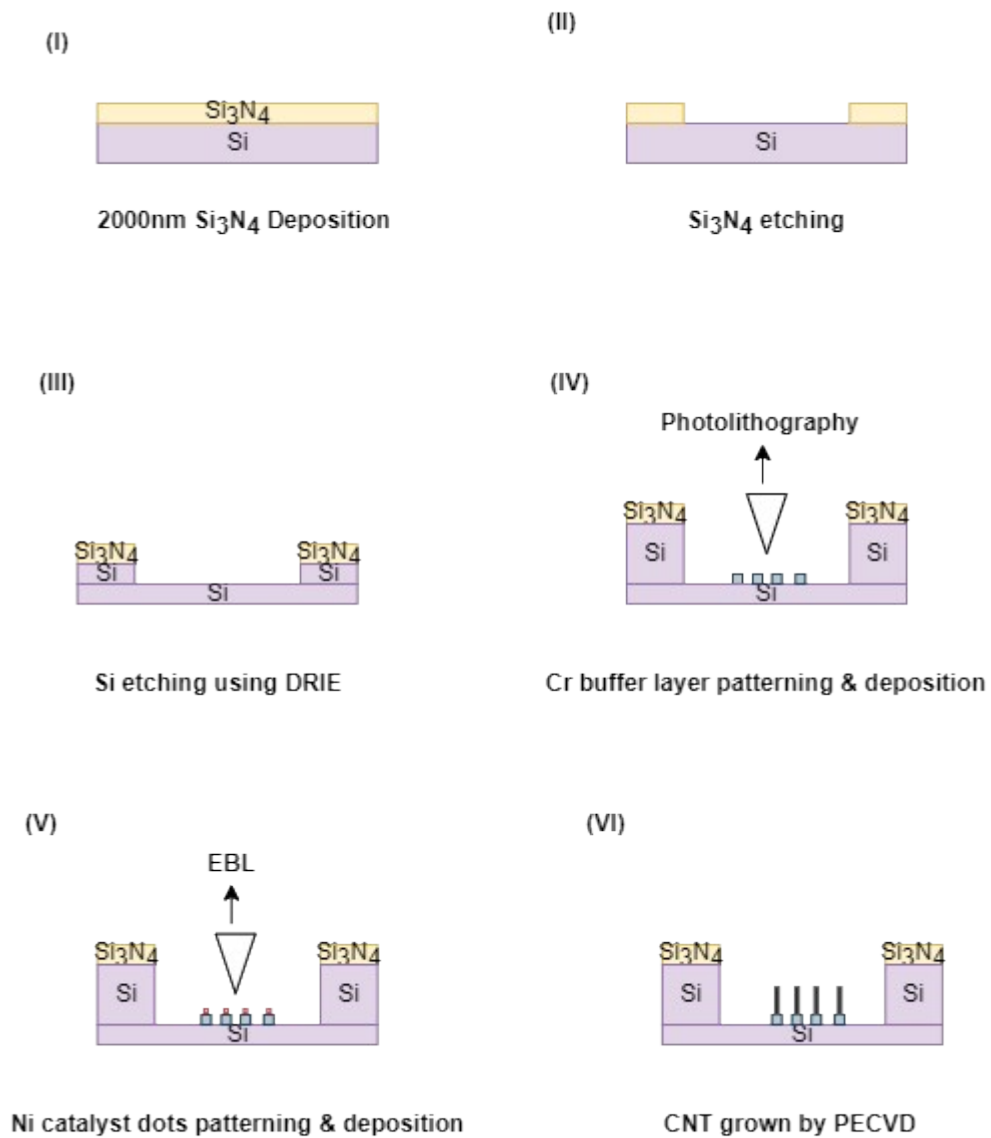 (I)
Si3N4
Si
2000nm Si3N4 Deposition
(II)
Si
Si3N4 etching
(III)
Si3N4 Si3N4
Si Si
Si
Si etching using DRIE
(IV)
Photolithography
Si3N4 Si3N4
Si Si
Si
Cr buffer layer patterning & deposition
(V)
EBL
Si3N4 Si3N4
Si Si
Si
Ni catalyst dots patterning & deposition
(VI)
Si3N4 Si3N4
Si Si
Si
CNT grown by PECVD